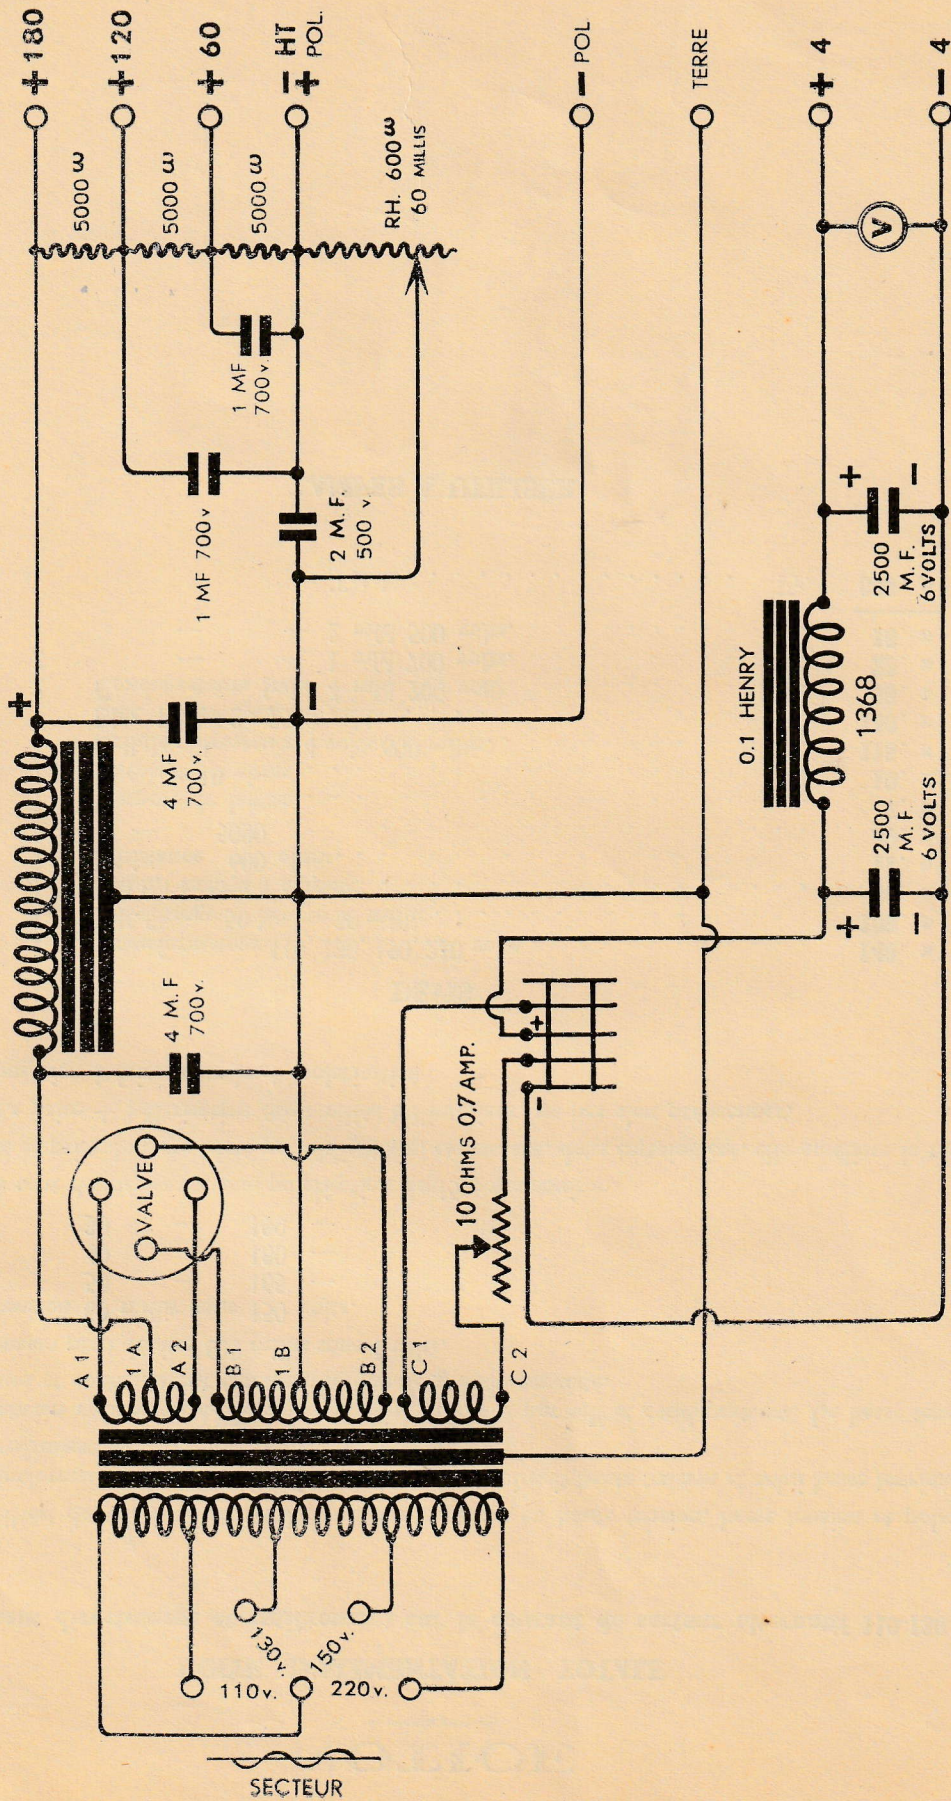 +180
+120
+ 60
− HT
+ POL.
− POL
TERRE
+ 4
− 4
5000 ω
5000 ω
5000 ω
RH. 600 ω
60 MILLIS
V
1 MF
700 v.
1 MF 700 v
2 M.F.
500 v
+
−
4 MF
700 v.
4 M.F
700 v.
0.1 HENRY
1368
+
−
2500
M.F.
6 VOLTS
+
−
2500
M.F.
6 VOLTS
VALVE
10 OHMS 0,7 AMP.
+
-
A 1
1 A
A 2
B 1
1 B
B 2
C 1
C 2
130 v.
150 v.
110 v.
220 v.
SECTEUR